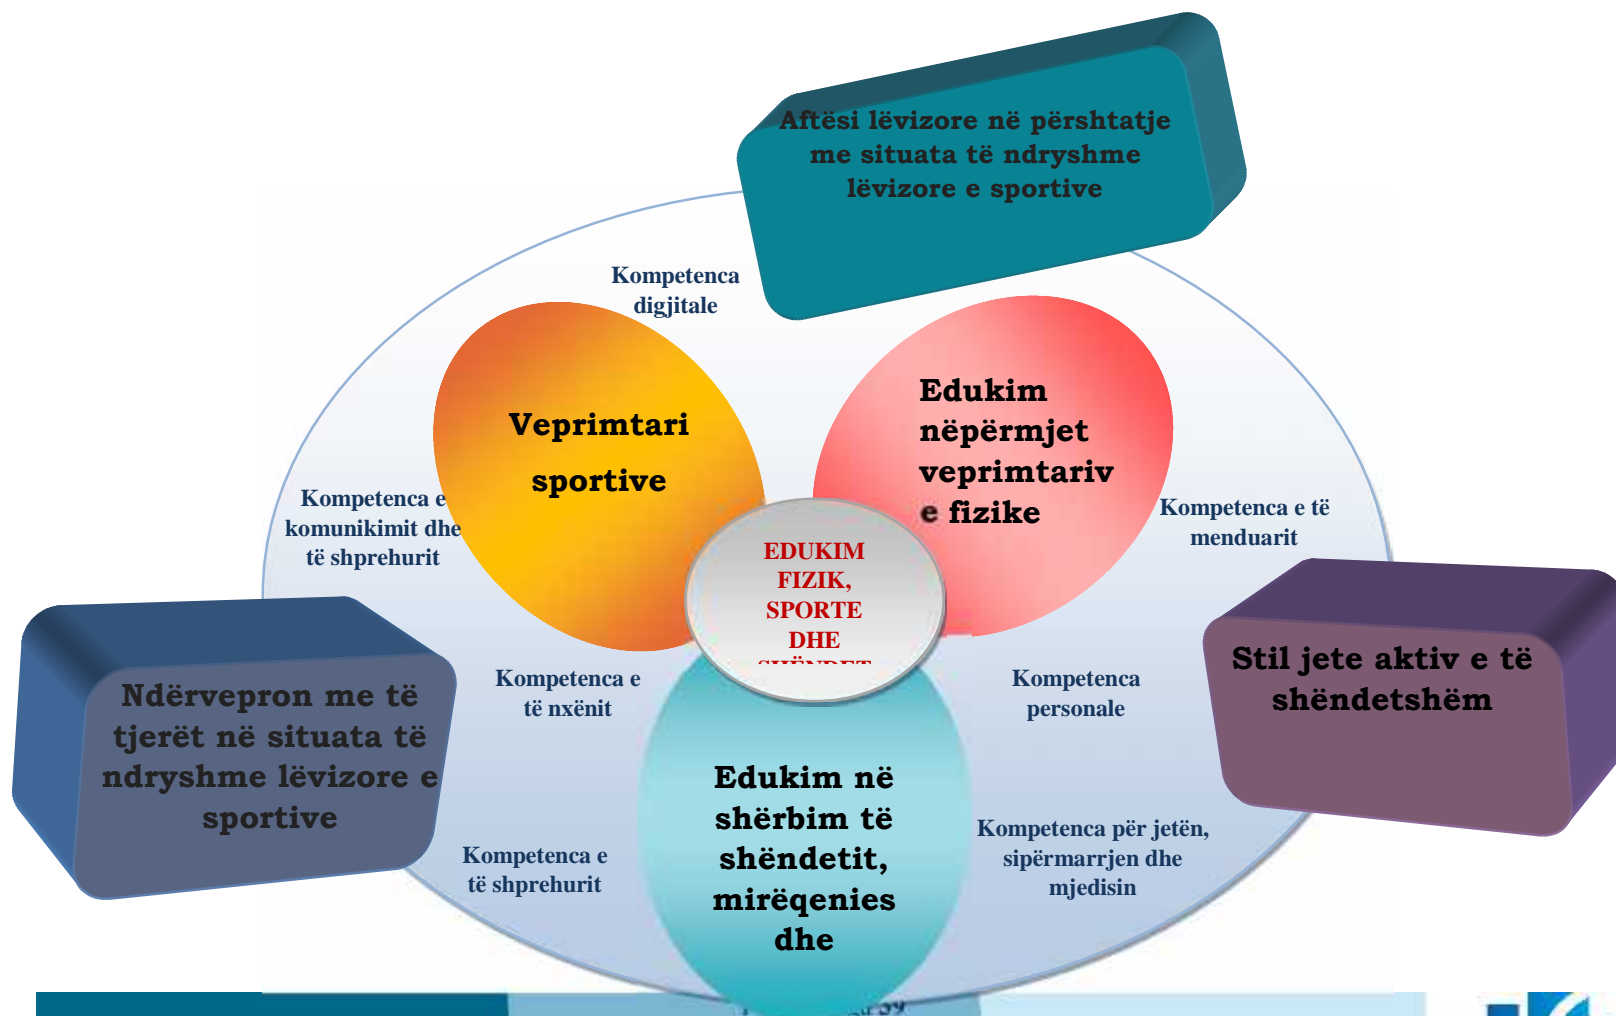 Aftësi lëvizore në përshtatje
me situata të ndryshme
lëvizore e sportive
Kompetenca
digjitale
Veprimtari
sportive
Edukim
nëpërmjet
veprimtariv
e fizike
Kompetenca e
komunikimit dhe
të shprehurit
Kompetenca e të
menduarit
EDUKIM
FIZIK,
SPORTE
DHE
SHËNDET
Ndërvepron me të
tjerët në situata të
ndryshme lëvizore e
sportive
Kompetenca e
të nxënit
Kompetenca
personale
Stil jete aktiv e të
shëndetshëm
Edukim në
shërbim të
shëndetit,
mirëqenies
dhe
Kompetenca e
të shprehurit
Kompetenca për jetën,
sipërmarrjen dhe
mjedisin